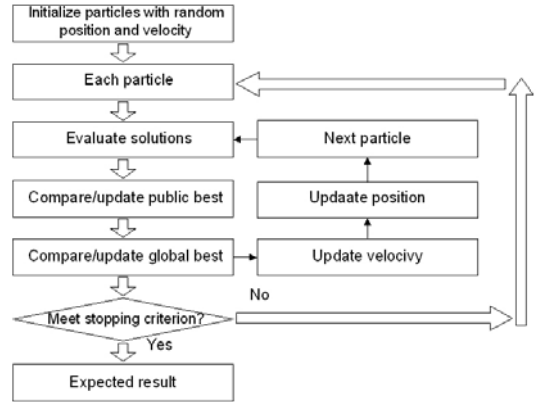 Initialize particles with random
position and velocity
Each particle
Evaluate solutions
Next particle
Compare/update public best
Updaate position
Compare/update global best
Update velocivy
No
Meet stopping criterion?
Yes
Expected result